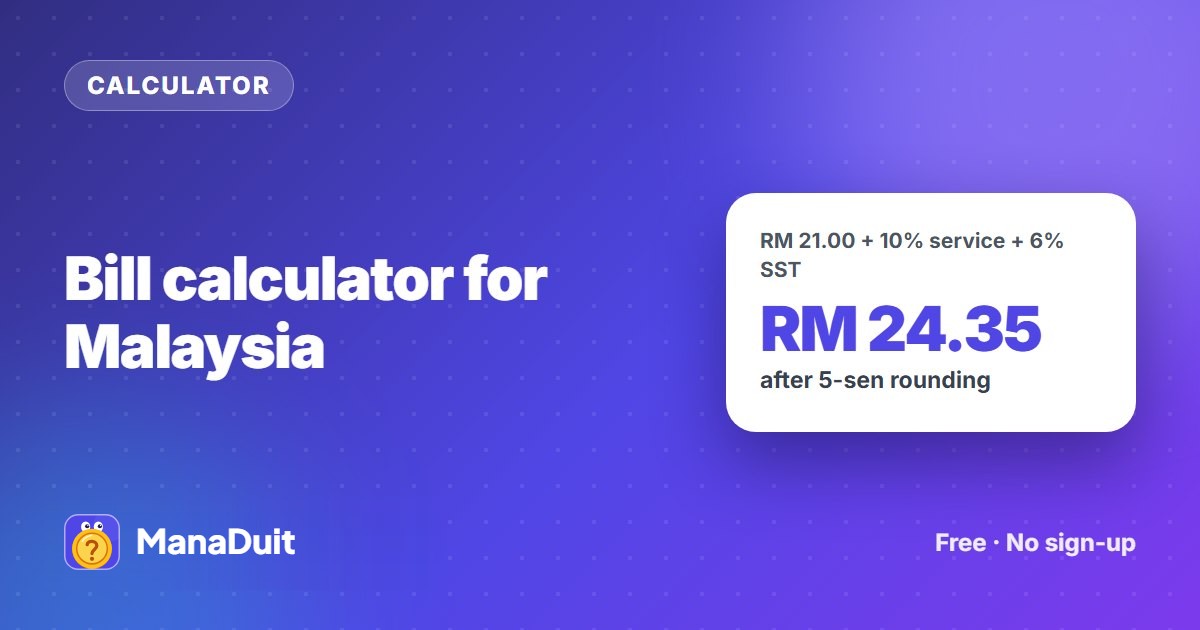 CALCULATOR
Bill calculator for
Malaysia
RM 21.00 + 10% service + 6%
SST
RM 24.35
after 5-sen rounding
?
ManaDuit
Free · No sign-up